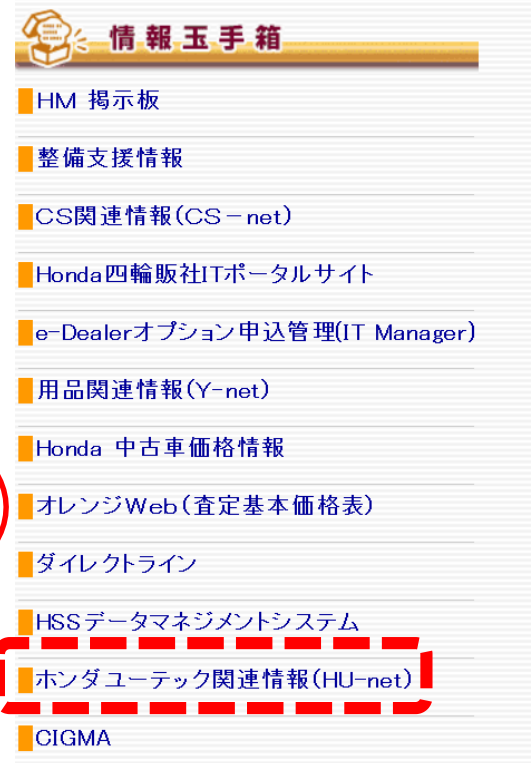 情報玉手箱
HM 掲示板
整備支援情報
CS関連情報(CS－net)
Honda四輪販社ITポータルサイト
e-Dealerオプション申込管理(IT Manager)
用品関連情報(Y-net)
Honda 中古車価格情報
オレンジWeb(査定基本価格表)
ダイレクトライン
HSSデータマネジメントシステム
ホンダユーテック関連情報(HU-net)
CIGMA